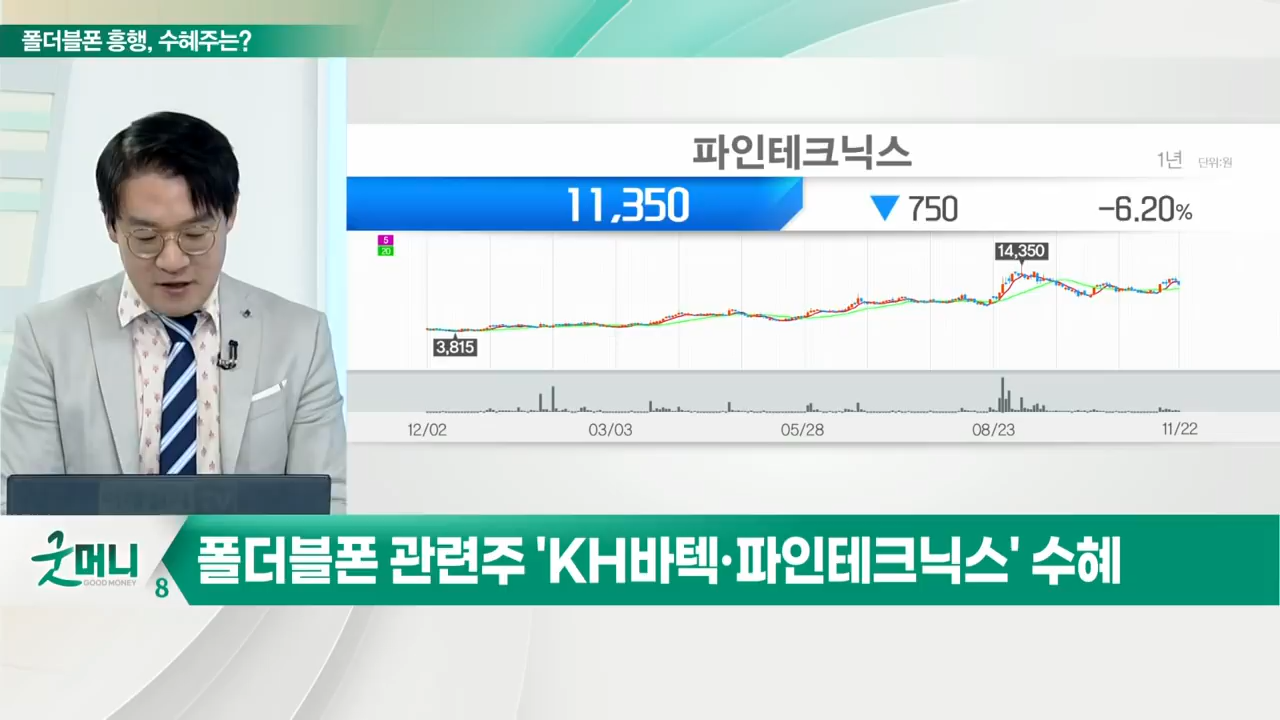 폴더블폰 흥행, 수혜주는?
파인테크닉스
1년 단위:원
11,350 ▼ 750 -6.20%
5
20
14,350
3,815
12/02 03/03 05/28 08/23 11/22
굿머니
GOOD MONEY
8
폴더블폰 관련주 'KH바텍·파인테크닉스' 수혜